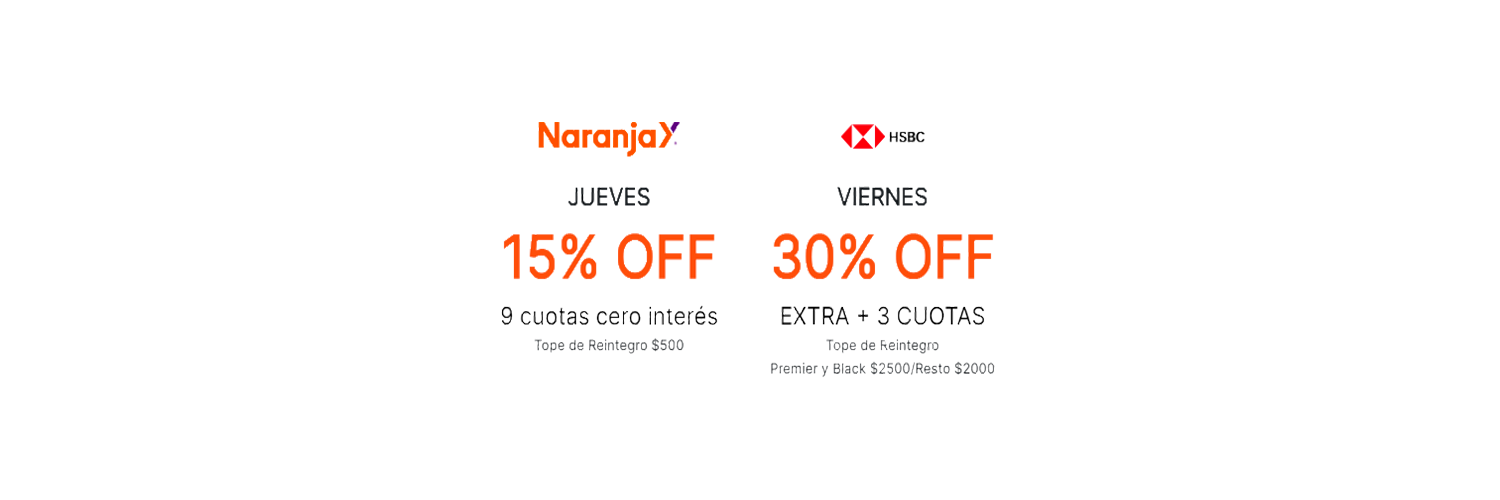 NaranjaX
JUEVES
15% OFF
9 cuotas cero interés
Tope de Reintegro $500
HSBC
VIERNES
30% OFF
EXTRA + 3 CUOTAS
Tope de Reintegro
Premier y Black $2500/Resto $2000